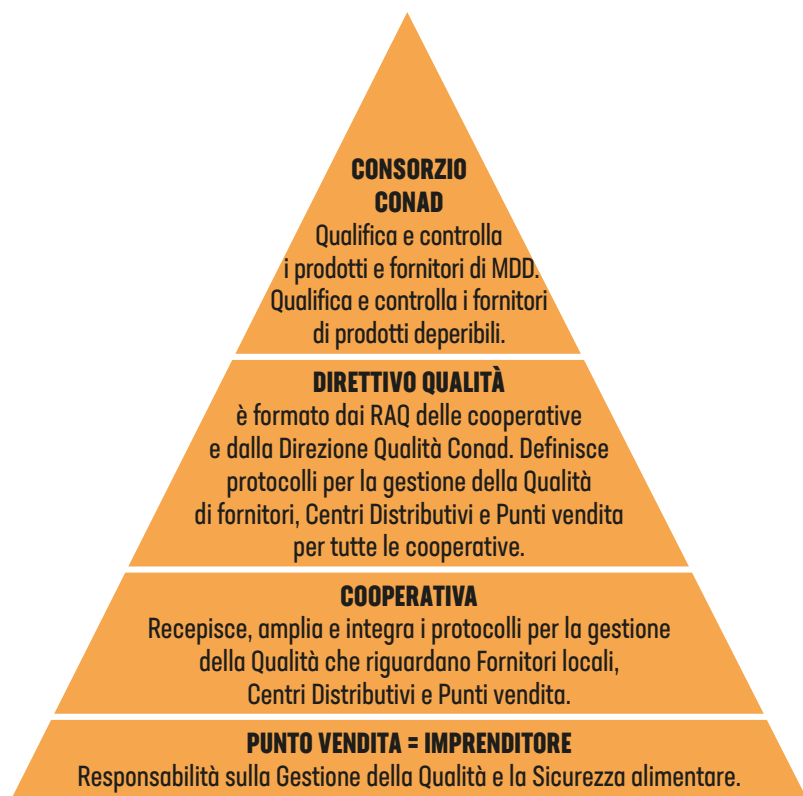 CONSORZIO
CONAD
Qualifica e controlla
i prodotti e fornitori di MDD.
Qualifica e controlla i fornitori
di prodotti deperibili.
DIRETTIVO QUALITÀ
è formato dai RAQ delle cooperative
e dalla Direzione Qualità Conad. Definisce
protocolli per la gestione della Qualità
di fornitori, Centri Distributivi e Punti vendita
per tutte le cooperative.
COOPERATIVA
Recepisce, amplia e integra i protocolli per la gestione
della Qualità che riguardano Fornitori locali,
Centri Distributivi e Punti vendita.
PUNTO VENDITA = IMPRENDITORE
Responsabilità sulla Gestione della Qualità e la Sicurezza alimentare.